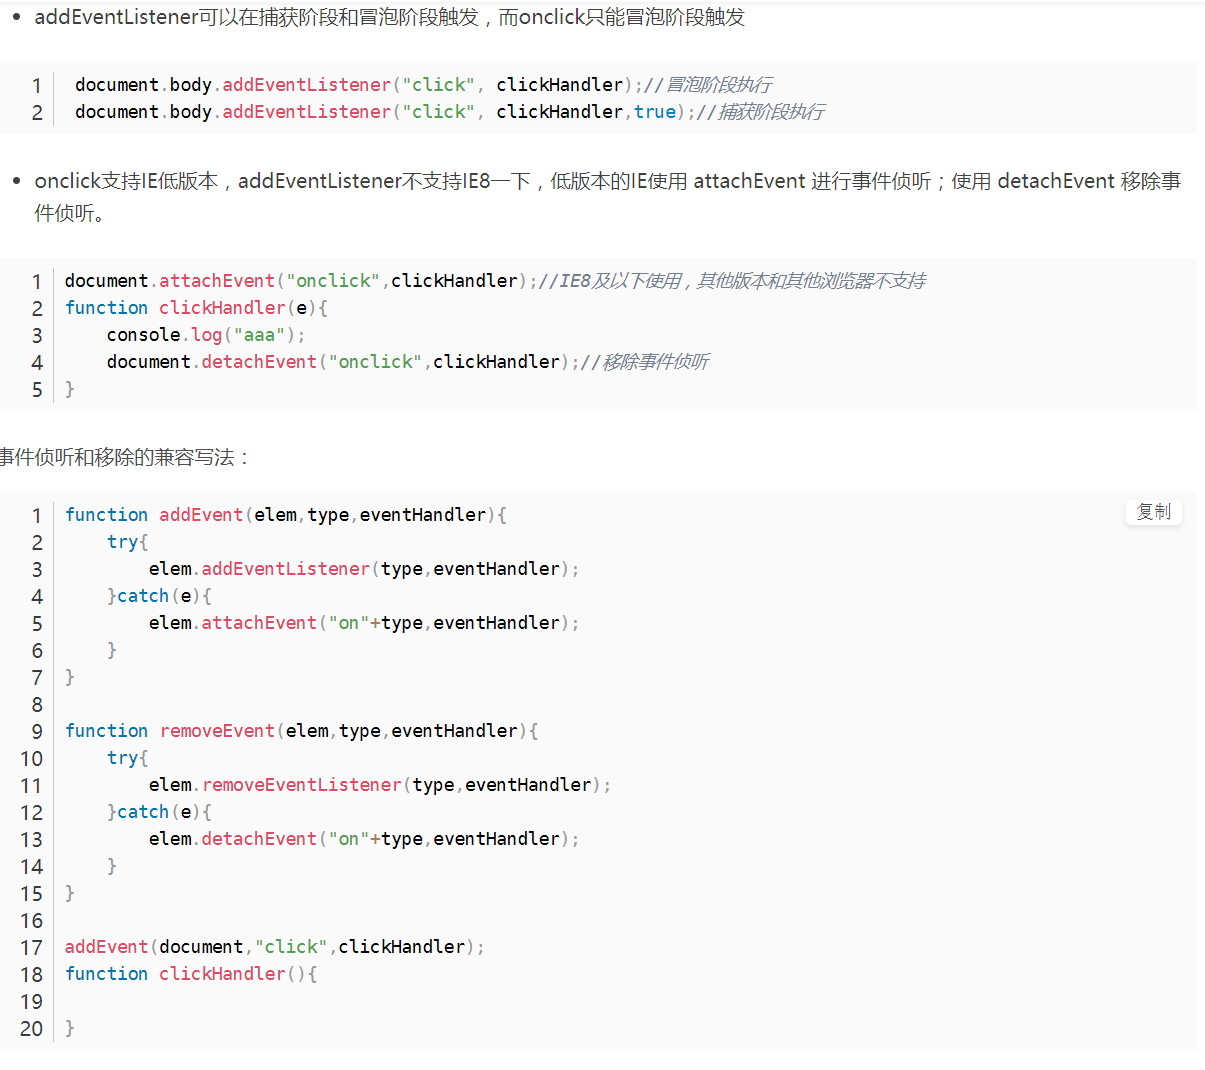 addEventListener可以在捕获阶段和冒泡阶段触发，而onclick只能冒泡阶段触发
1 document.body.addEventListener("click", clickHandler);//冒泡阶段执行
2 document.body.addEventListener("click", clickHandler,true);//捕获阶段执行
onclick支持IE低版本，addEventListener不支持IE8一下，低版本的IE使用 attachEvent 进行事件侦听；使用 detachEvent 移除事
件侦听。
1 document.attachEvent("onclick",clickHandler);//IE8及以下使用，其他版本和其他浏览器不支持
2 function clickHandler(e){
3     console.log("aaa");
4     document.detachEvent("onclick",clickHandler);//移除事件侦听
5 }
事件侦听和移除的兼容写法：
复制
1 function addEvent(elem,type,eventHandler){
2     try{
3         elem.addEventListener(type,eventHandler);
4     }catch(e){
5         elem.attachEvent("on"+type,eventHandler);
6     }
7 }
8
9 function removeEvent(elem,type,eventHandler){
10     try{
11         elem.removeEventListener(type,eventHandler);
12     }catch(e){
13         elem.detachEvent("on"+type,eventHandler);
14     }
15 }
16
17 addEvent(document,"click",clickHandler);
18 function clickHandler(){
19
20 }